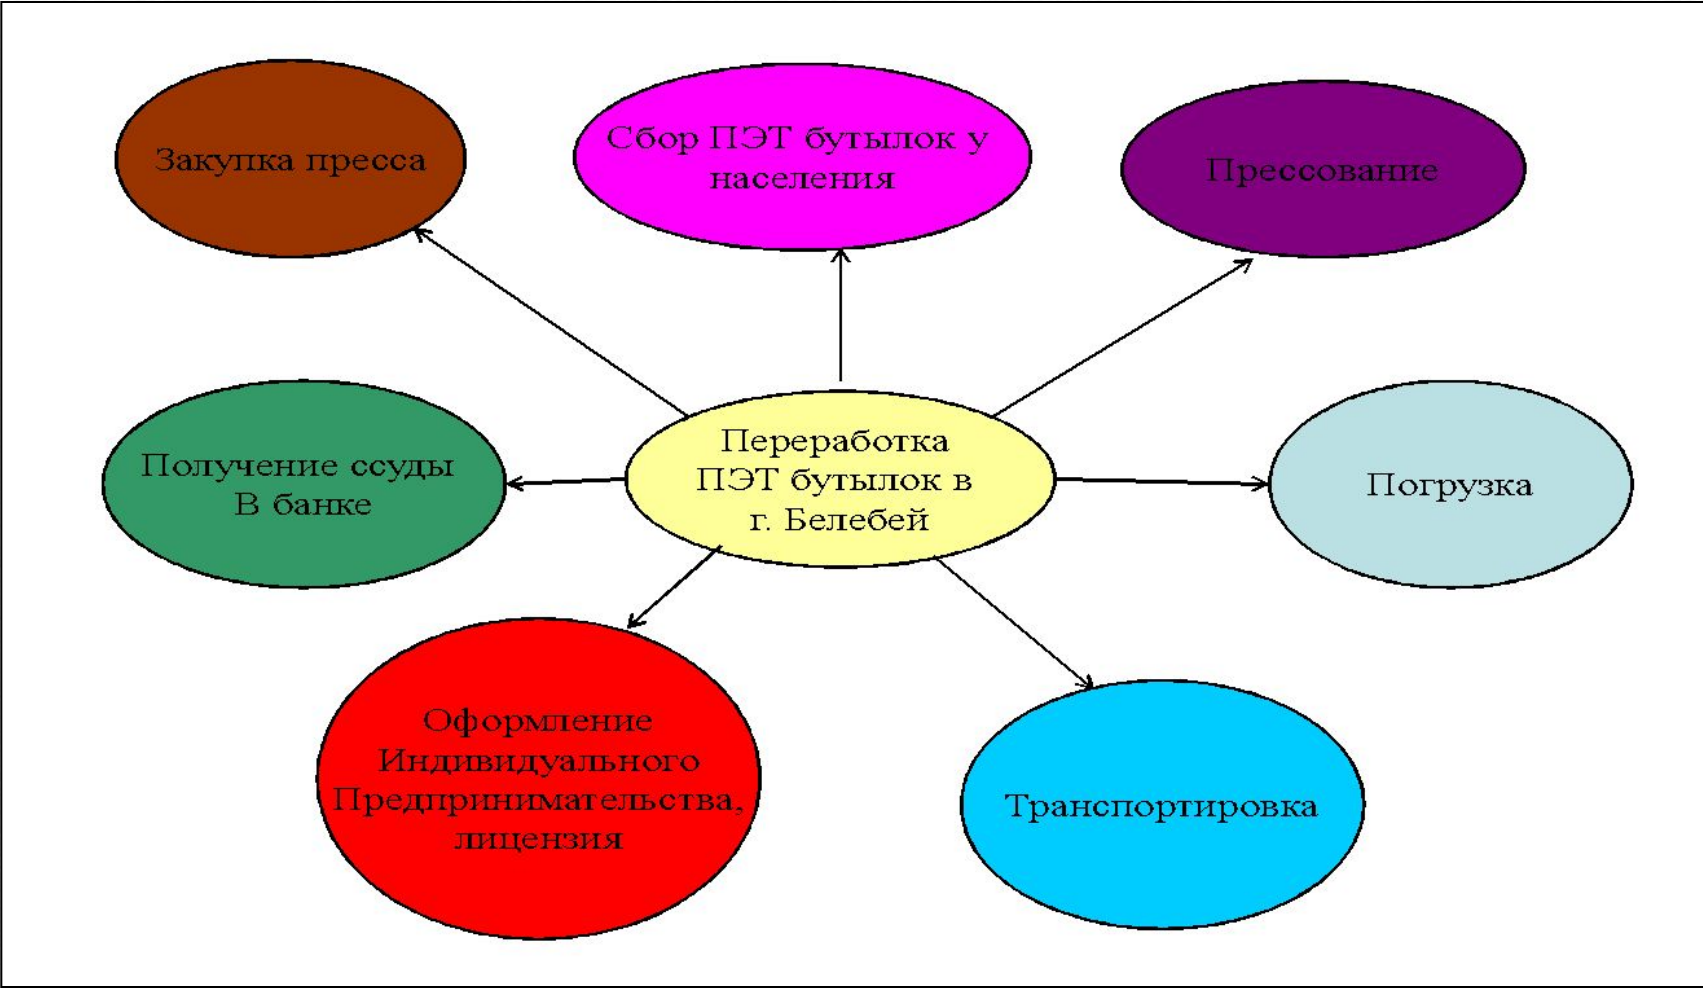 Закупка пресса
Сбор ПЭТ бутылок у
населения
Прессование
Получение ссуды
В банке
Переработка
ПЭТ бутылок в
г. Белебей
Погрузка
Оформление
Индивидуального
Предпринимательства,
лицензия
Транспортировка